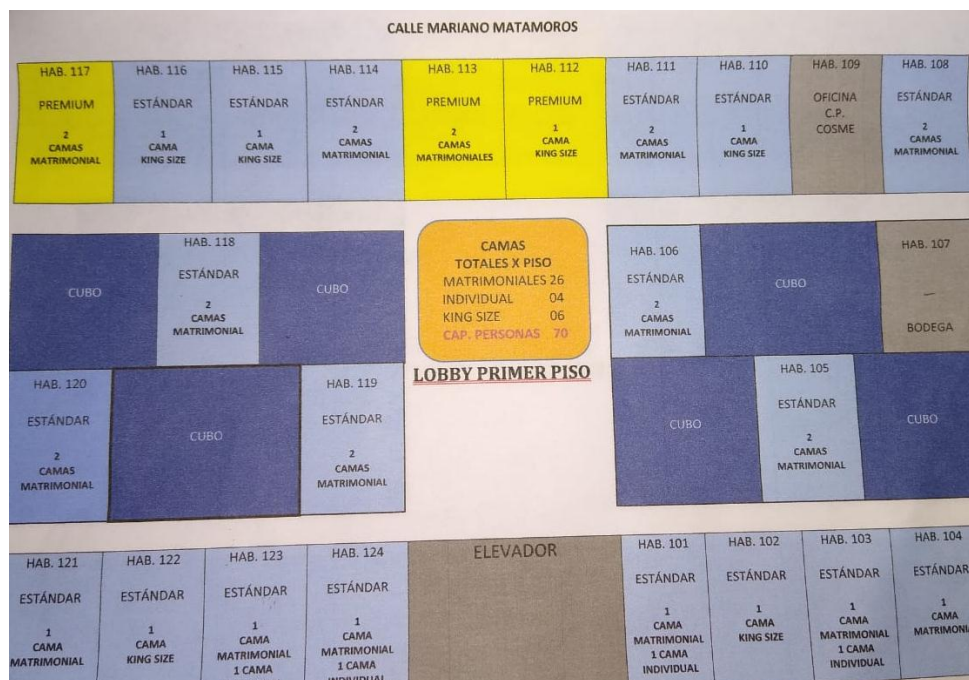 CALLE MARIANO MATAMOROS
HAB. 117
PREMIUM
2
CAMAS
MATRIMONIAL
HAB. 116
ESTÁNDAR
1
CAMA
KING SIZE
HAB. 115
ESTÁNDAR
1
CAMA
KING SIZE
HAB. 114
ESTÁNDAR
2
CAMAS
MATRIMONIAL
HAB. 113
PREMIUM
2
CAMAS
MATRIMONIALES
HAB. 112
PREMIUM
1
CAMA
KING SIZE
HAB. 111
ESTÁNDAR
2
CAMAS
MATRIMONIAL
HAB. 110
ESTÁNDAR
1
CAMA
KING SIZE
HAB. 109
OFICINA
C.P.
COSME
HAB. 108
ESTÁNDAR
2
CAMAS
MATRIMONIAL
CUBO
HAB. 118
ESTÁNDAR
2
CAMAS
MATRIMONIAL
CUBO
CAMAS
TOTALES X PISO
MATRIMONIALES 26
INDIVIDUAL 04
KING SIZE 06
CAP. PERSONAS 70
LOBBY PRIMER PISO
HAB. 106
ESTÁNDAR
2
CAMAS
MATRIMONIAL
CUBO
HAB. 107
—
BODEGA
HAB. 120
ESTÁNDAR
2
CAMAS
MATRIMONIAL
CUBO
HAB. 119
ESTÁNDAR
2
CAMAS
MATRIMONIAL
CUBO
HAB. 105
ESTÁNDAR
2
CAMAS
MATRIMONIAL
CUBO
HAB. 121
ESTÁNDAR
1
CAMA
MATRIMONIAL
HAB. 122
ESTÁNDAR
1
CAMA
KING SIZE
HAB. 123
ESTÁNDAR
1
CAMA
MATRIMONIAL
1 CAMA
HAB. 124
ESTÁNDAR
1
CAMA
MATRIMONIAL
1 CAMA
INDIVIDUAL
ELEVADOR
HAB. 101
ESTÁNDAR
1
CAMA
MATRIMONIAL
1 CAMA
INDIVIDUAL
HAB. 102
ESTÁNDAR
1
CAMA
KING SIZE
HAB. 103
ESTÁNDAR
1
CAMA
MATRIMONIAL
1 CAMA
INDIVIDUAL
HAB. 104
ESTÁNDAR
1
CAMA
MATRIMONIAL